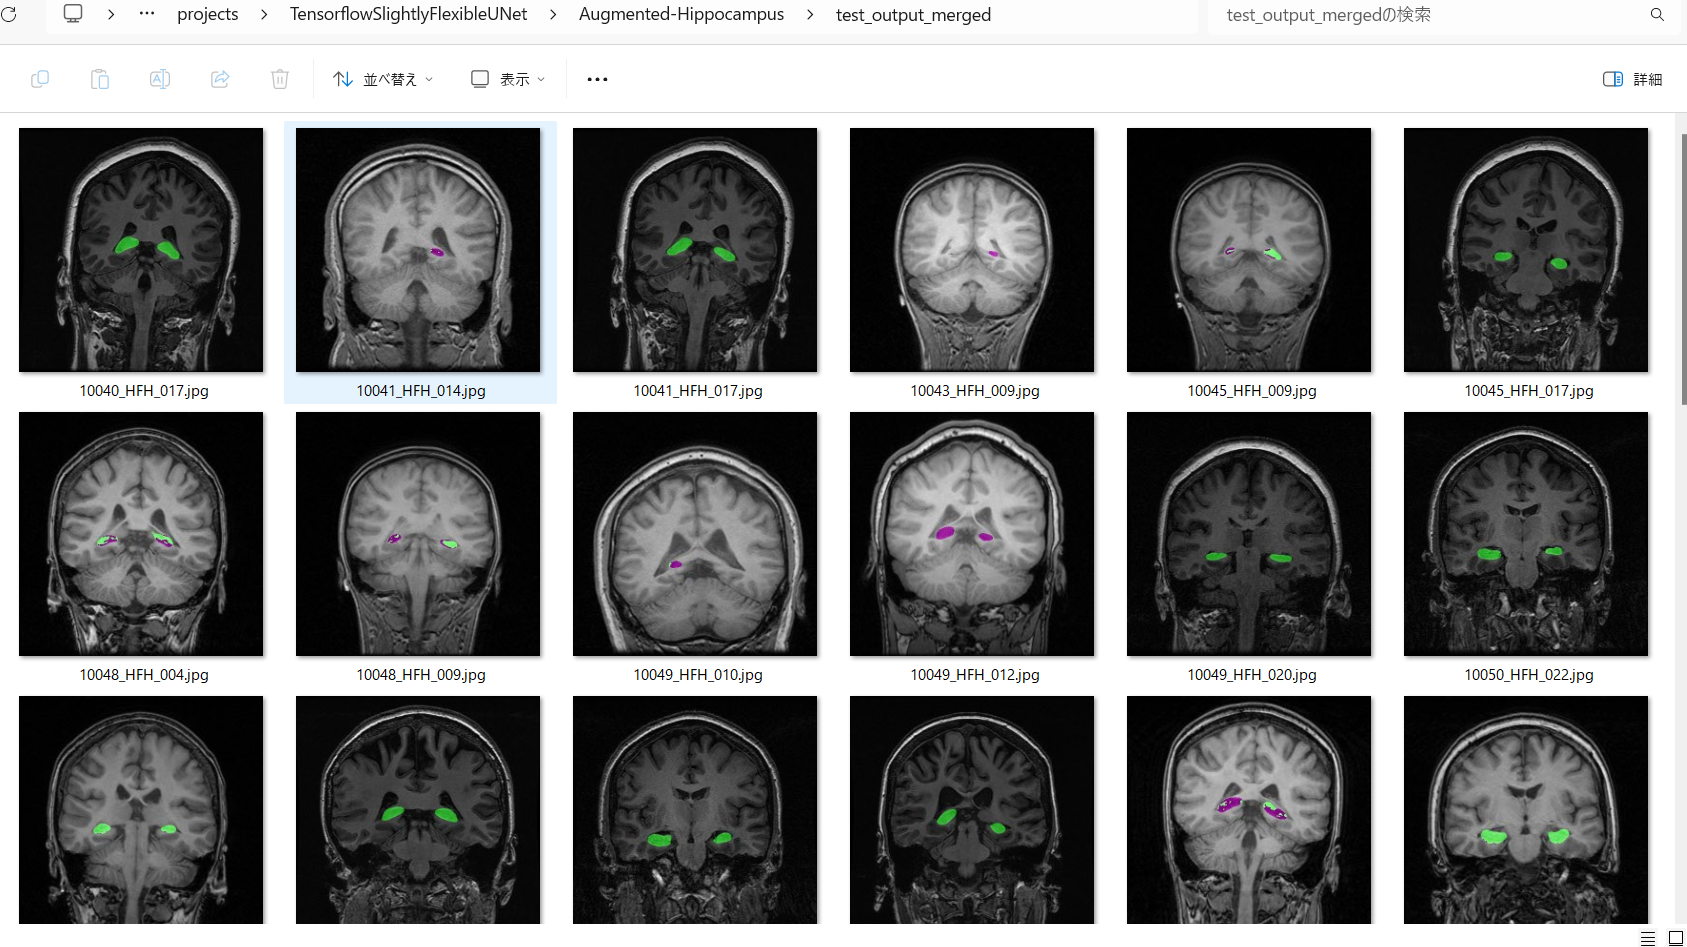 projects > TensorflowSlightlyFlexibleUNet > Augmented-Hippocampus > test_output_merged
test_output_mergedの検索
並べ替え 表示 詳細
10040_HFH_017.jpg 10041_HFH_014.jpg 10041_HFH_017.jpg 10043_HFH_009.jpg 10045_HFH_009.jpg 10045_HFH_017.jpg
10048_HFH_004.jpg 10048_HFH_009.jpg 10049_HFH_010.jpg 10049_HFH_012.jpg 10049_HFH_020.jpg 10050_HFH_022.jpg